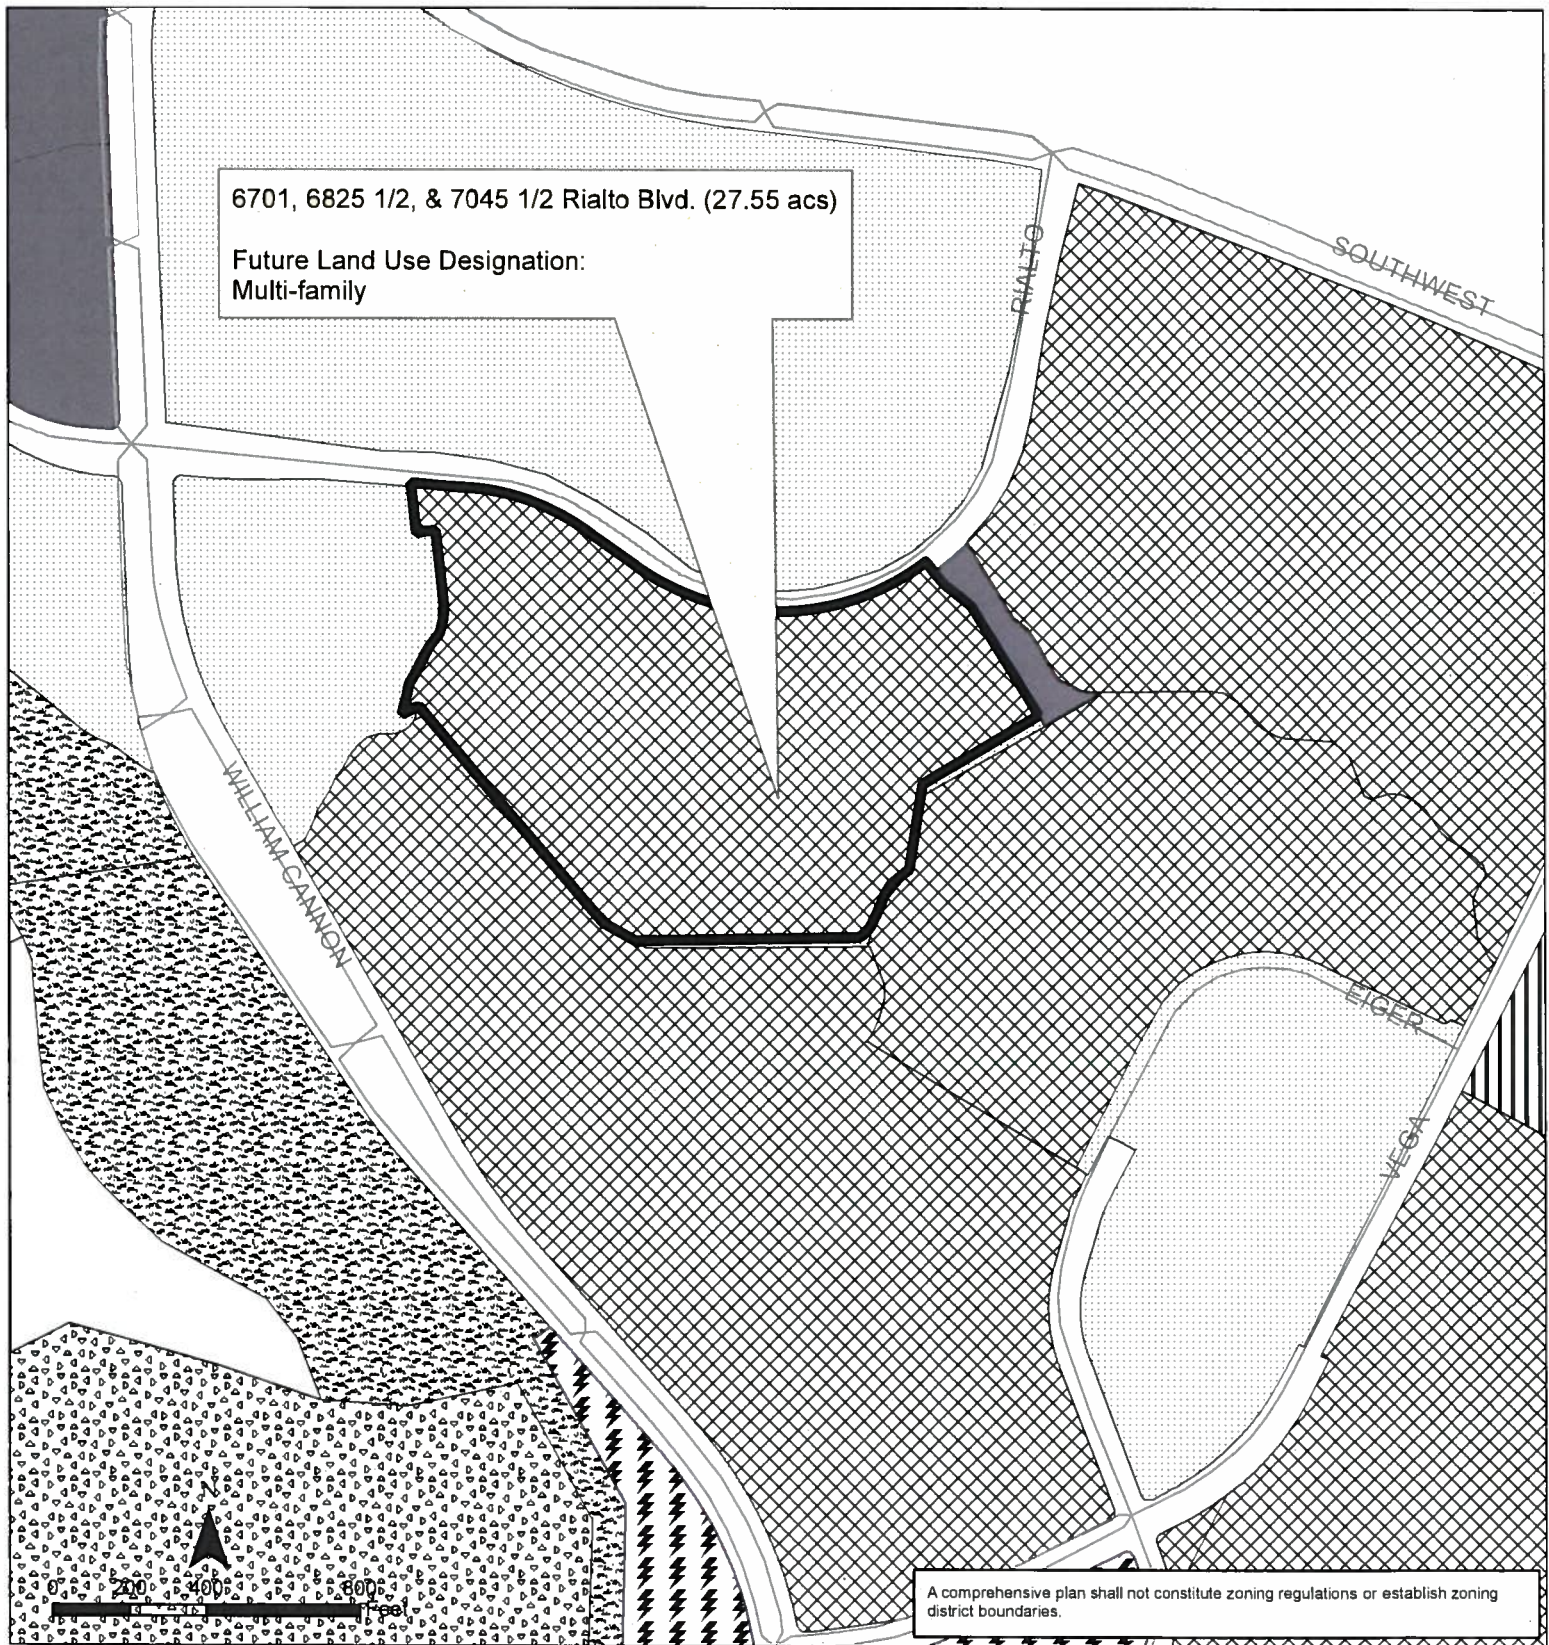 6701, 6825 1/2, & 7045 1/2 Rialto Blvd. (27.55 acs)
Future Land Use Designation:
Multi-family
RIALTO
SOUTHWEST
WILLIAM CANNON
EIGER
VEGA
N
0 200 400 800
Feet
A comprehensive plan shall not constitute zoning regulations or establish zoning
district boundaries.